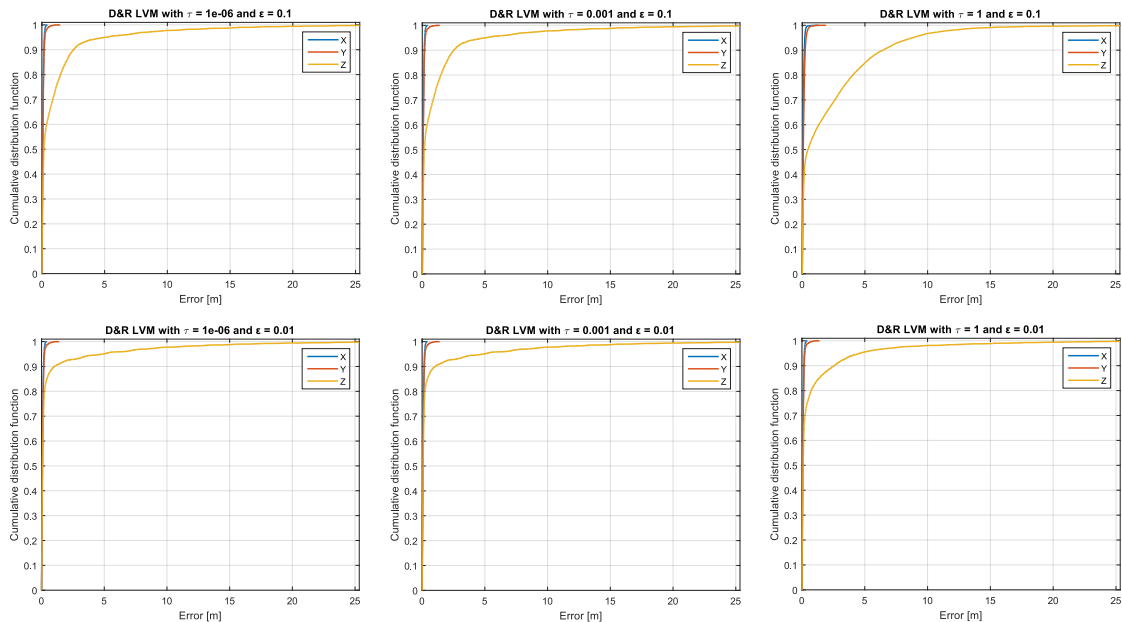 D&R LVM with τ = 1e-06 and ε = 0.1
Cumulative distribution function
1
0.9
0.8
0.7
0.6
0.5
0.4
0.3
0.2
0.1
0
0 5 10 15 20 25
Error [m]
X
Y
Z
D&R LVM with τ = 0.001 and ε = 0.1
Cumulative distribution function
1
0.9
0.8
0.7
0.6
0.5
0.4
0.3
0.2
0.1
0
0 5 10 15 20 25
Error [m]
X
Y
Z
D&R LVM with τ = 1 and ε = 0.1
Cumulative distribution function
1
0.9
0.8
0.7
0.6
0.5
0.4
0.3
0.2
0.1
0
0 5 10 15 20 25
Error [m]
X
Y
Z
D&R LVM with τ = 1e-06 and ε = 0.01
Cumulative distribution function
1
0.9
0.8
0.7
0.6
0.5
0.4
0.3
0.2
0.1
0
0 5 10 15 20 25
Error [m]
X
Y
Z
D&R LVM with τ = 0.001 and ε = 0.01
Cumulative distribution function
1
0.9
0.8
0.7
0.6
0.5
0.4
0.3
0.2
0.1
0
0 5 10 15 20 25
Error [m]
X
Y
Z
D&R LVM with τ = 1 and ε = 0.01
Cumulative distribution function
1
0.9
0.8
0.7
0.6
0.5
0.4
0.3
0.2
0.1
0
0 5 10 15 20 25
Error [m]
X
Y
Z